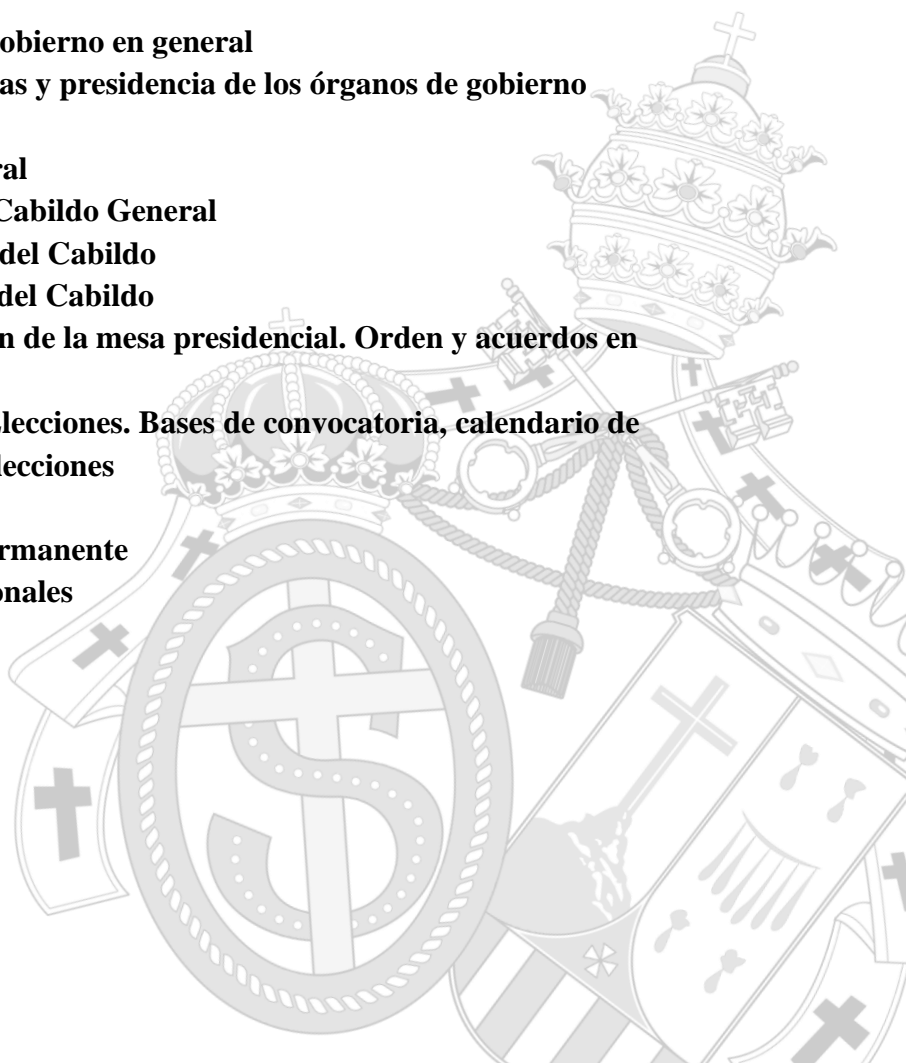 obierno en general
as y presidencia de los órganos de gobierno
ral
Cabildo General
del Cabildo
del Cabildo
n de la mesa presidencial. Orden y acuerdos en
lecciones. Bases de convocatoria, calendario de
lecciones
rmanente
onales